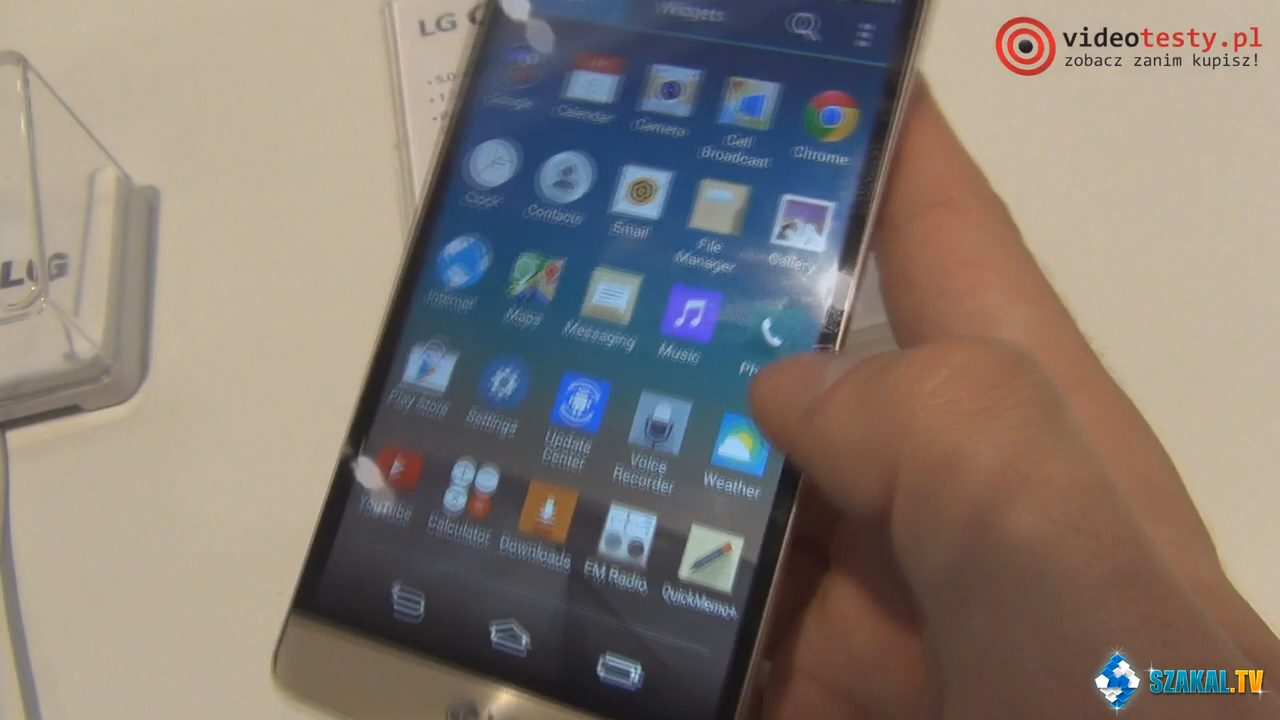 LG
Widgets
videotesty.pl
zobacz zanim kupisz!
Google
Calendar
Camera
Cell
Broadcast
Chrome
Clock
Contacts
Email
File
Manager
Gallery
Internet
Maps
Messaging
Music
Play Store
Settings
Update
Center
Voice
Recorder
Weather
YouTube
Calculator
Downloads
FM Radio
QuickMemo+
LG
SZAKAL.TV